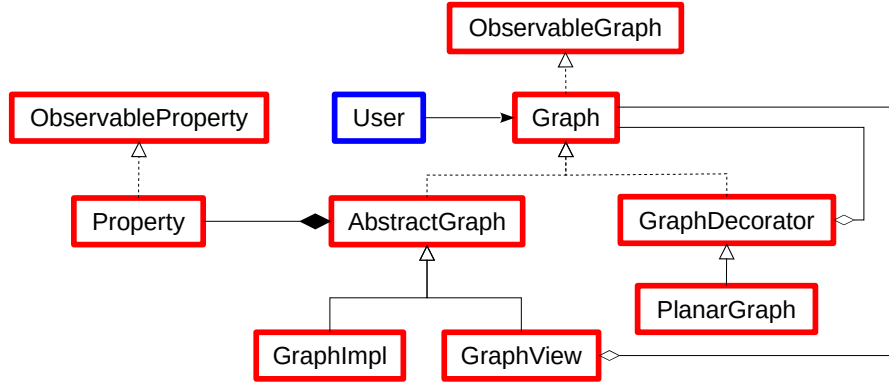 ObservableGraph
ObservableProperty
User
Graph
Property
AbstractGraph
GraphDecorator
PlanarGraph
GraphImpl
GraphView